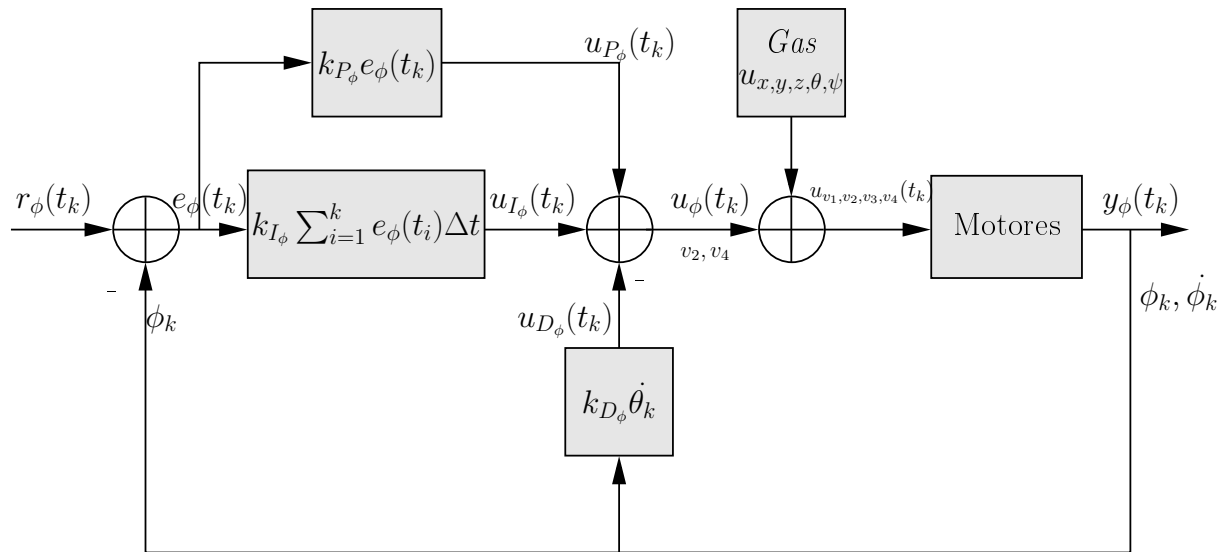 k_{P_ϕ}e_ϕ(t_k)
u_{P_ϕ}(t_k)
Gas
u_{x,y,z,θ,ψ}
r_ϕ(t_k)
e_ϕ(t_k)
k_{I_ϕ} ∑_{i=1}^{k} e_ϕ(t_i)Δt
u_{I_ϕ}(t_k)
u_ϕ(t_k)
v_2, v_4
u_{v_1,v_2,v_3,v_4}(t_k)
Motores
y_ϕ(t_k)
-
-
ϕ_k
u_{D_ϕ}(t_k)
ϕ_k, ϕ̇_k
k_{D_ϕ}θ̇_k